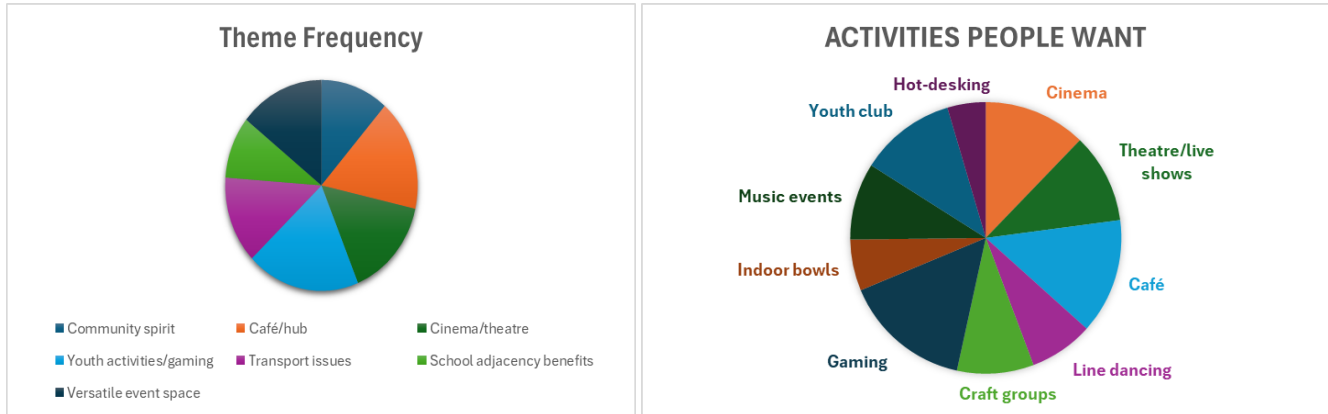 Theme Frequency
Community spirit
Café/hub
Cinema/theatre
Youth activities/gaming
Transport issues
School adjacency benefits
Versatile event space
ACTIVITIES PEOPLE WANT
Hot-desking
Cinema
Youth club
Theatre/live
shows
Music events
Indoor bowls
Café
Gaming
Line dancing
Craft groups